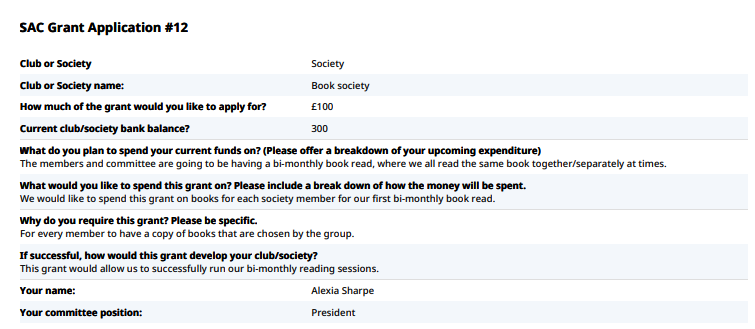 SAC Grant Application #12
Club or Society Society
Club or Society name: Book society
How much of the grant would you like to apply for? £100
Current club/society bank balance? 300
What do you plan to spend your current funds on? (Please offer a breakdown of your upcoming expenditure)
The members and committee are going to be having a bi-monthly book read, where we all read the same book together/separately at times.
What would you like to spend this grant on? Please include a break down of how the money will be spent.
We would like to spend this grant on books for each society member for our first bi-monthly book read.
Why do you require this grant? Please be specific.
For every member to have a copy of books that are chosen by the group.
If successful, how would this grant develop your club/society?
This grant would allow us to successfully run our bi-monthly reading sessions.
Your name: Alexia Sharpe
Your committee position: President